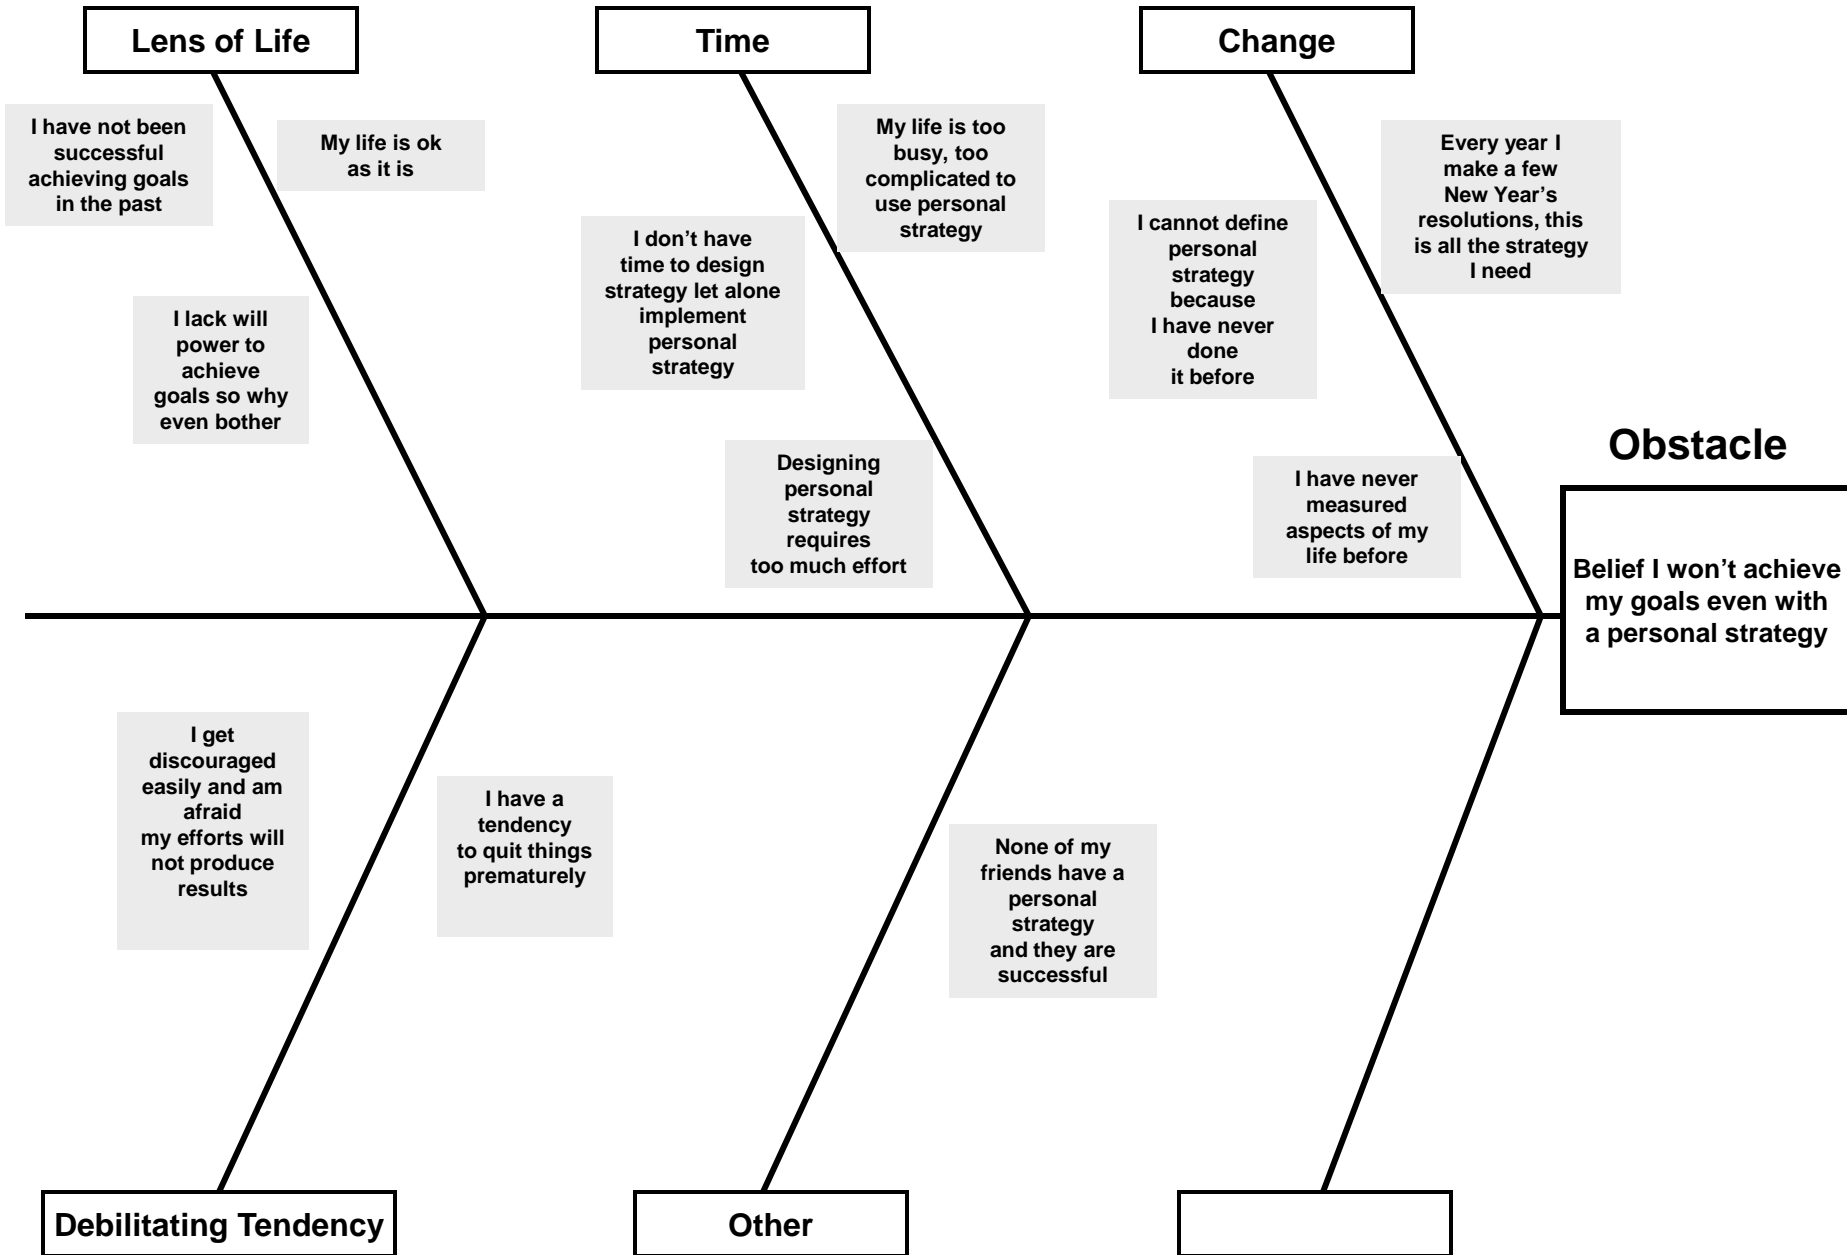 Lens of Life
Time
Change
I have not been
successful
achieving goals
in the past
My life is ok
as it is
I lack will
power to
achieve
goals so why
even bother
My life is too
busy, too
complicated to
use personal
strategy
I don’t have
time to design
strategy let alone
implement
personal
strategy
Designing
personal
strategy
requires
too much effort
Every year I
make a few
New Year’s
resolutions, this
is all the strategy
I need
I cannot define
personal
strategy
because
I have never
done
it before
I have never
measured
aspects of my
life before
Obstacle
Belief I won’t achieve
my goals even with
a personal strategy
I get
discouraged
easily and am
afraid
my efforts will
not produce
results
I have a
tendency
to quit things
prematurely
None of my
friends have a
personal
strategy
and they are
successful
Debilitating Tendency
Other